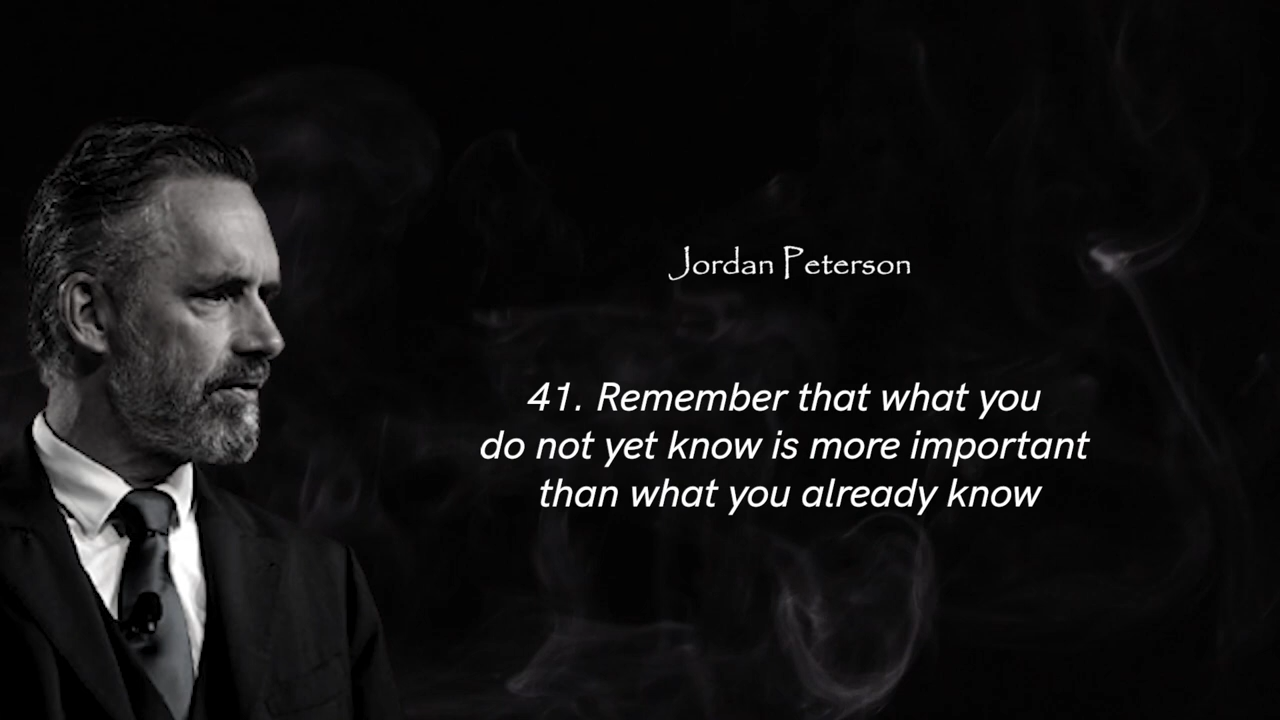 Jordan Peterson
41. Remember that what you
do not yet know is more important
than what you already know